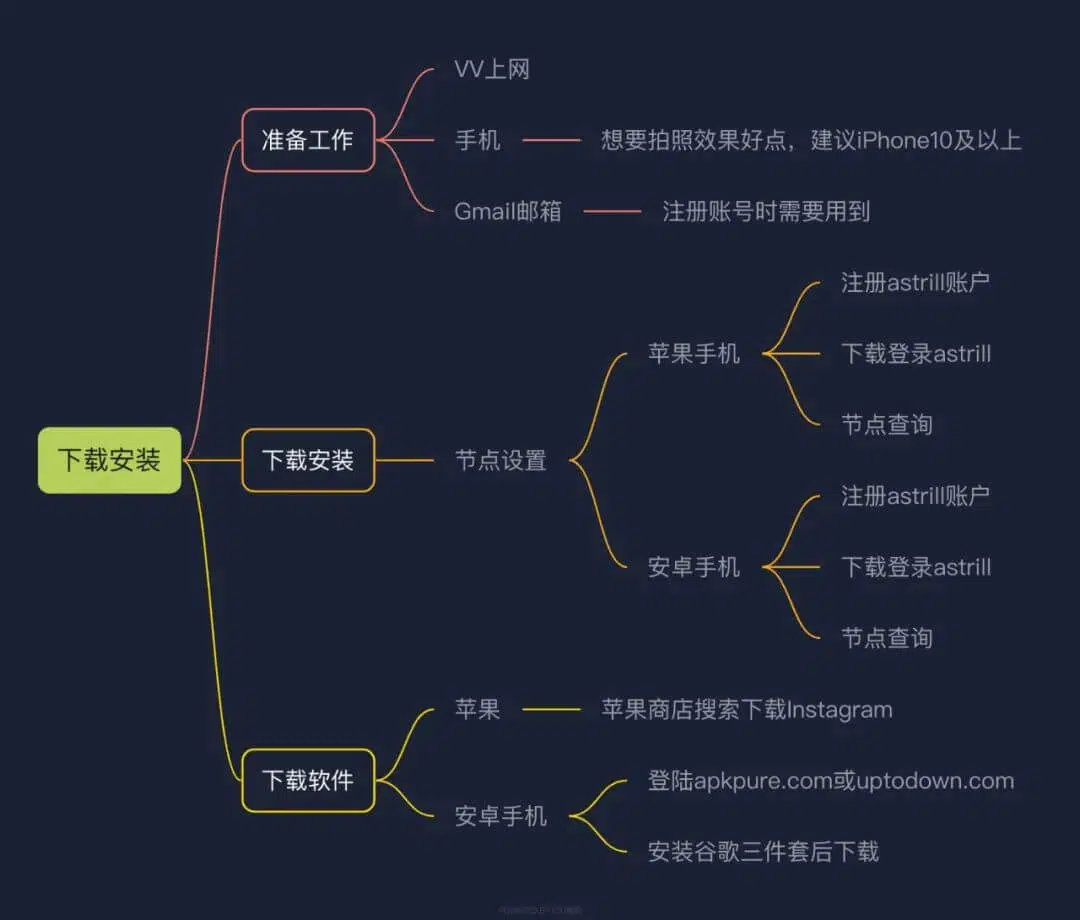 下载安装
准备工作
VV上网
手机
想要拍照效果好点，建议iPhone10及以上
Gmail邮箱
注册账号时需要用到
下载安装
节点设置
苹果手机
注册astrill账户
下载登录astrill
节点查询
安卓手机
注册astrill账户
下载登录astrill
节点查询
下载软件
苹果
苹果商店搜索下载Instagram
安卓手机
登陆apkpure.com或uptodown.com
安装谷歌三件套后下载